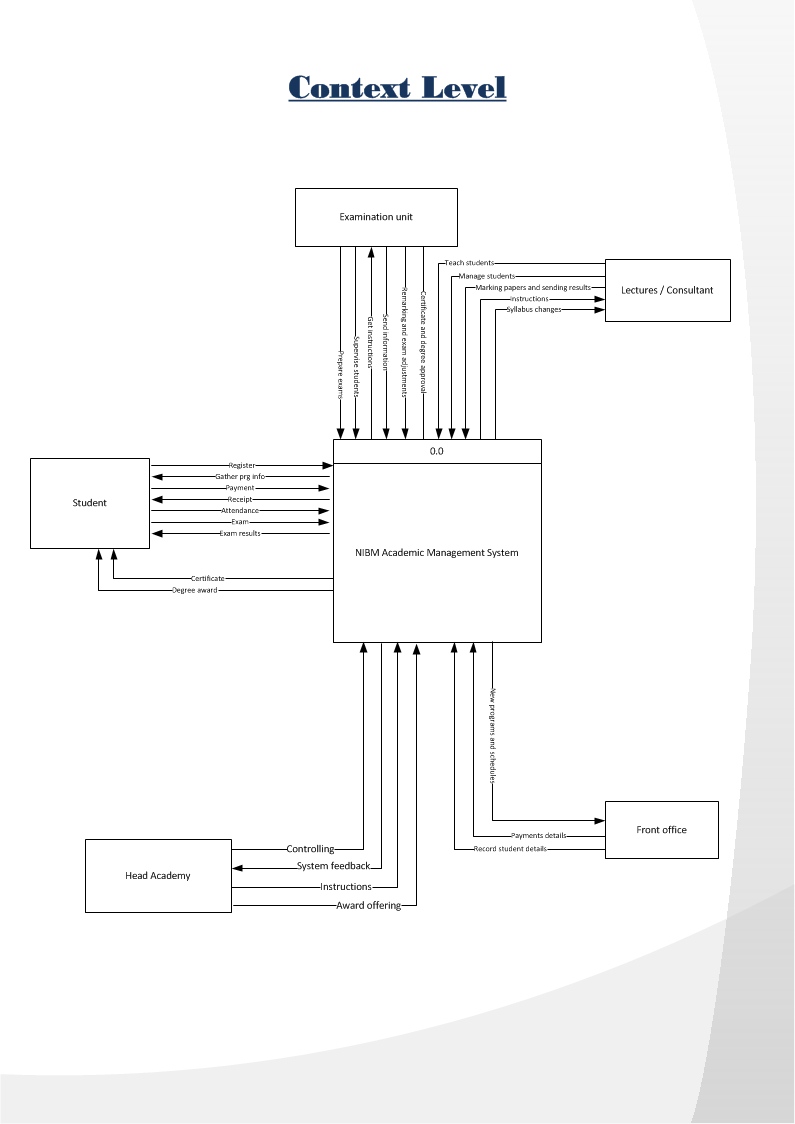 Context Level
Examination unit
Teach students
Manage students
Marking papers and sending results
Instructions
Syllabus changes
Lectures / Consultant
Prepare exams
Supervise students
Get instructions
Send information
Remarking and exam adjustments
Certificate and degree approval
0.0
NIBM Academic Management System
Student
Register
Gather prg info
Payment
Receipt
Attendance
Exam
Exam results
Certificate
Degree award
New programs and schedules
Front office
Payments details
Record student details
Head Academy
Controlling
System feedback
Instructions
Award offering